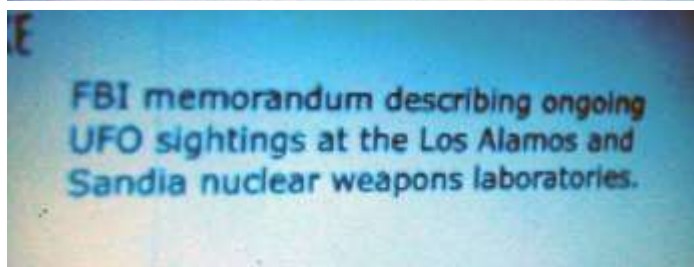 FBI memorandum describing ongoing
UFO sightings at the Los Alamos and
Sandia nuclear weapons laboratories.